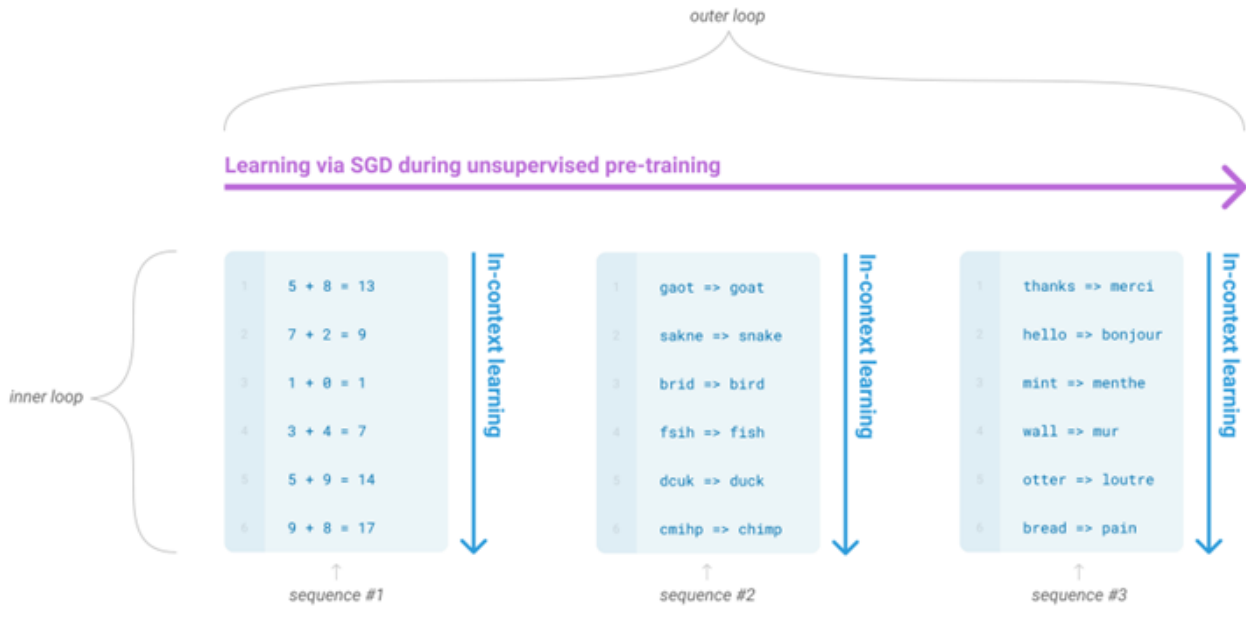 outer loop
Learning via SGD during unsupervised pre-training
inner loop
1 5 + 8 = 13
2 7 + 2 = 9
3 1 + 0 = 1
4 3 + 4 = 7
5 5 + 9 = 14
6 9 + 8 = 17
In-context learning
sequence #1
1 gaot => goat
2 sakne => snake
3 brid => bird
4 fsih => fish
5 dcuk => duck
6 cmihp => chimp
In-context learning
sequence #2
1 thanks => merci
2 hello => bonjour
3 mint => menthe
4 wall => mur
5 otter => loutre
6 bread => pain
In-context learning
sequence #3